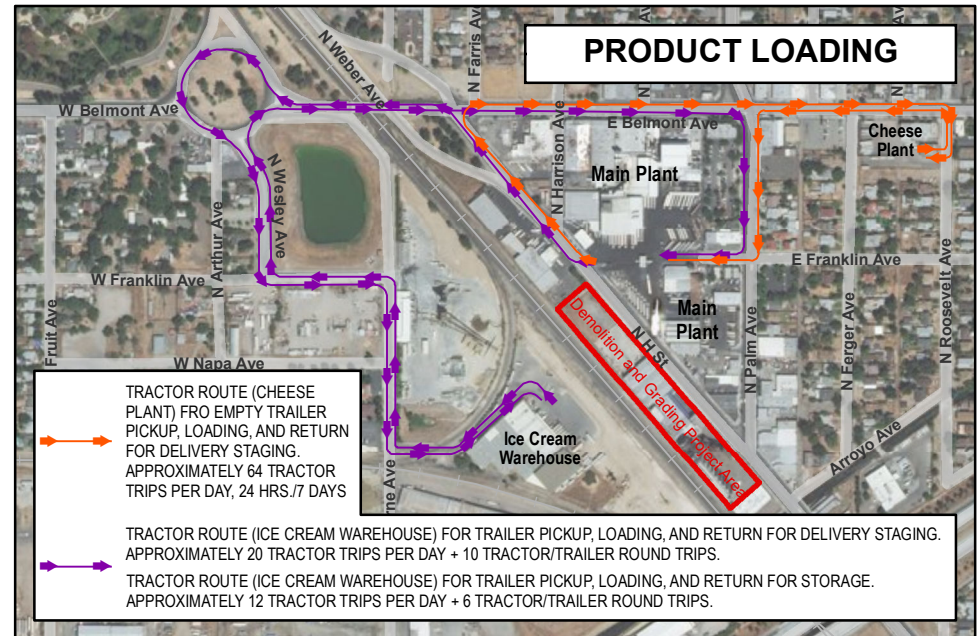 PRODUCT LOADING
N Weber Ave
N Farris Ave
W Belmont Ave
E Belmont Ave
Cheese
Plant
N Harrison Ave
Main Plant
N Wesley Ave
N Arthur Ave
W Franklin Ave
E Franklin Ave
Fruit Ave
Main
Plant
N H St
N Palm Ave
N Ferger Ave
N Roosevelt Ave
W Napa Ave
Demolition and Grading Project Area
Ice Cream
Warehouse
Arroyo Ave
rne Ave
TRACTOR ROUTE (CHEESE
PLANT) FRO EMPTY TRAILER
PICKUP, LOADING, AND RETURN
FOR DELIVERY STAGING.
APPROXIMATELY 64 TRACTOR
TRIPS PER DAY, 24 HRS./7 DAYS
TRACTOR ROUTE (ICE CREAM WAREHOUSE) FOR TRAILER PICKUP, LOADING, AND RETURN FOR DELIVERY STAGING.
APPROXIMATELY 20 TRACTOR TRIPS PER DAY + 10 TRACTOR/TRAILER ROUND TRIPS.
TRACTOR ROUTE (ICE CREAM WAREHOUSE) FOR TRAILER PICKUP, LOADING, AND RETURN FOR STORAGE.
APPROXIMATELY 12 TRACTOR TRIPS PER DAY + 6 TRACTOR/TRAILER ROUND TRIPS.